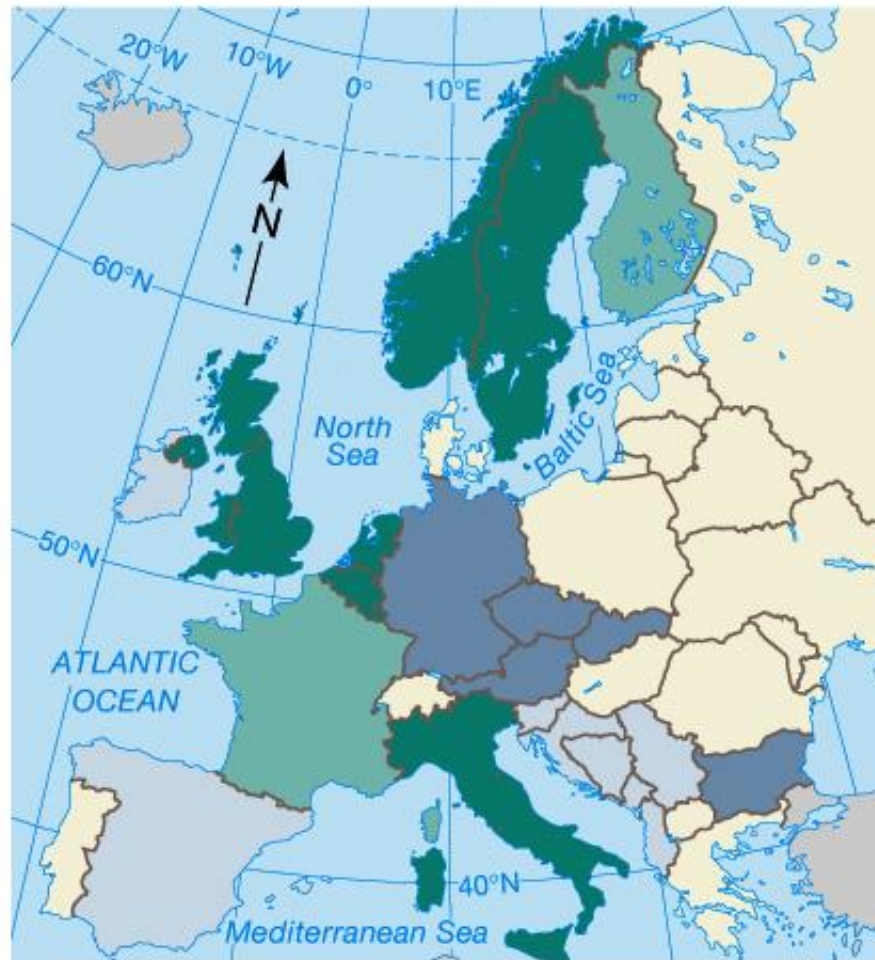 20°W
10°W
0°
10°E
N
60°N
North
Sea
Baltic Sea
50°N
ATLANTIC
OCEAN
40°N
Mediterranean Sea